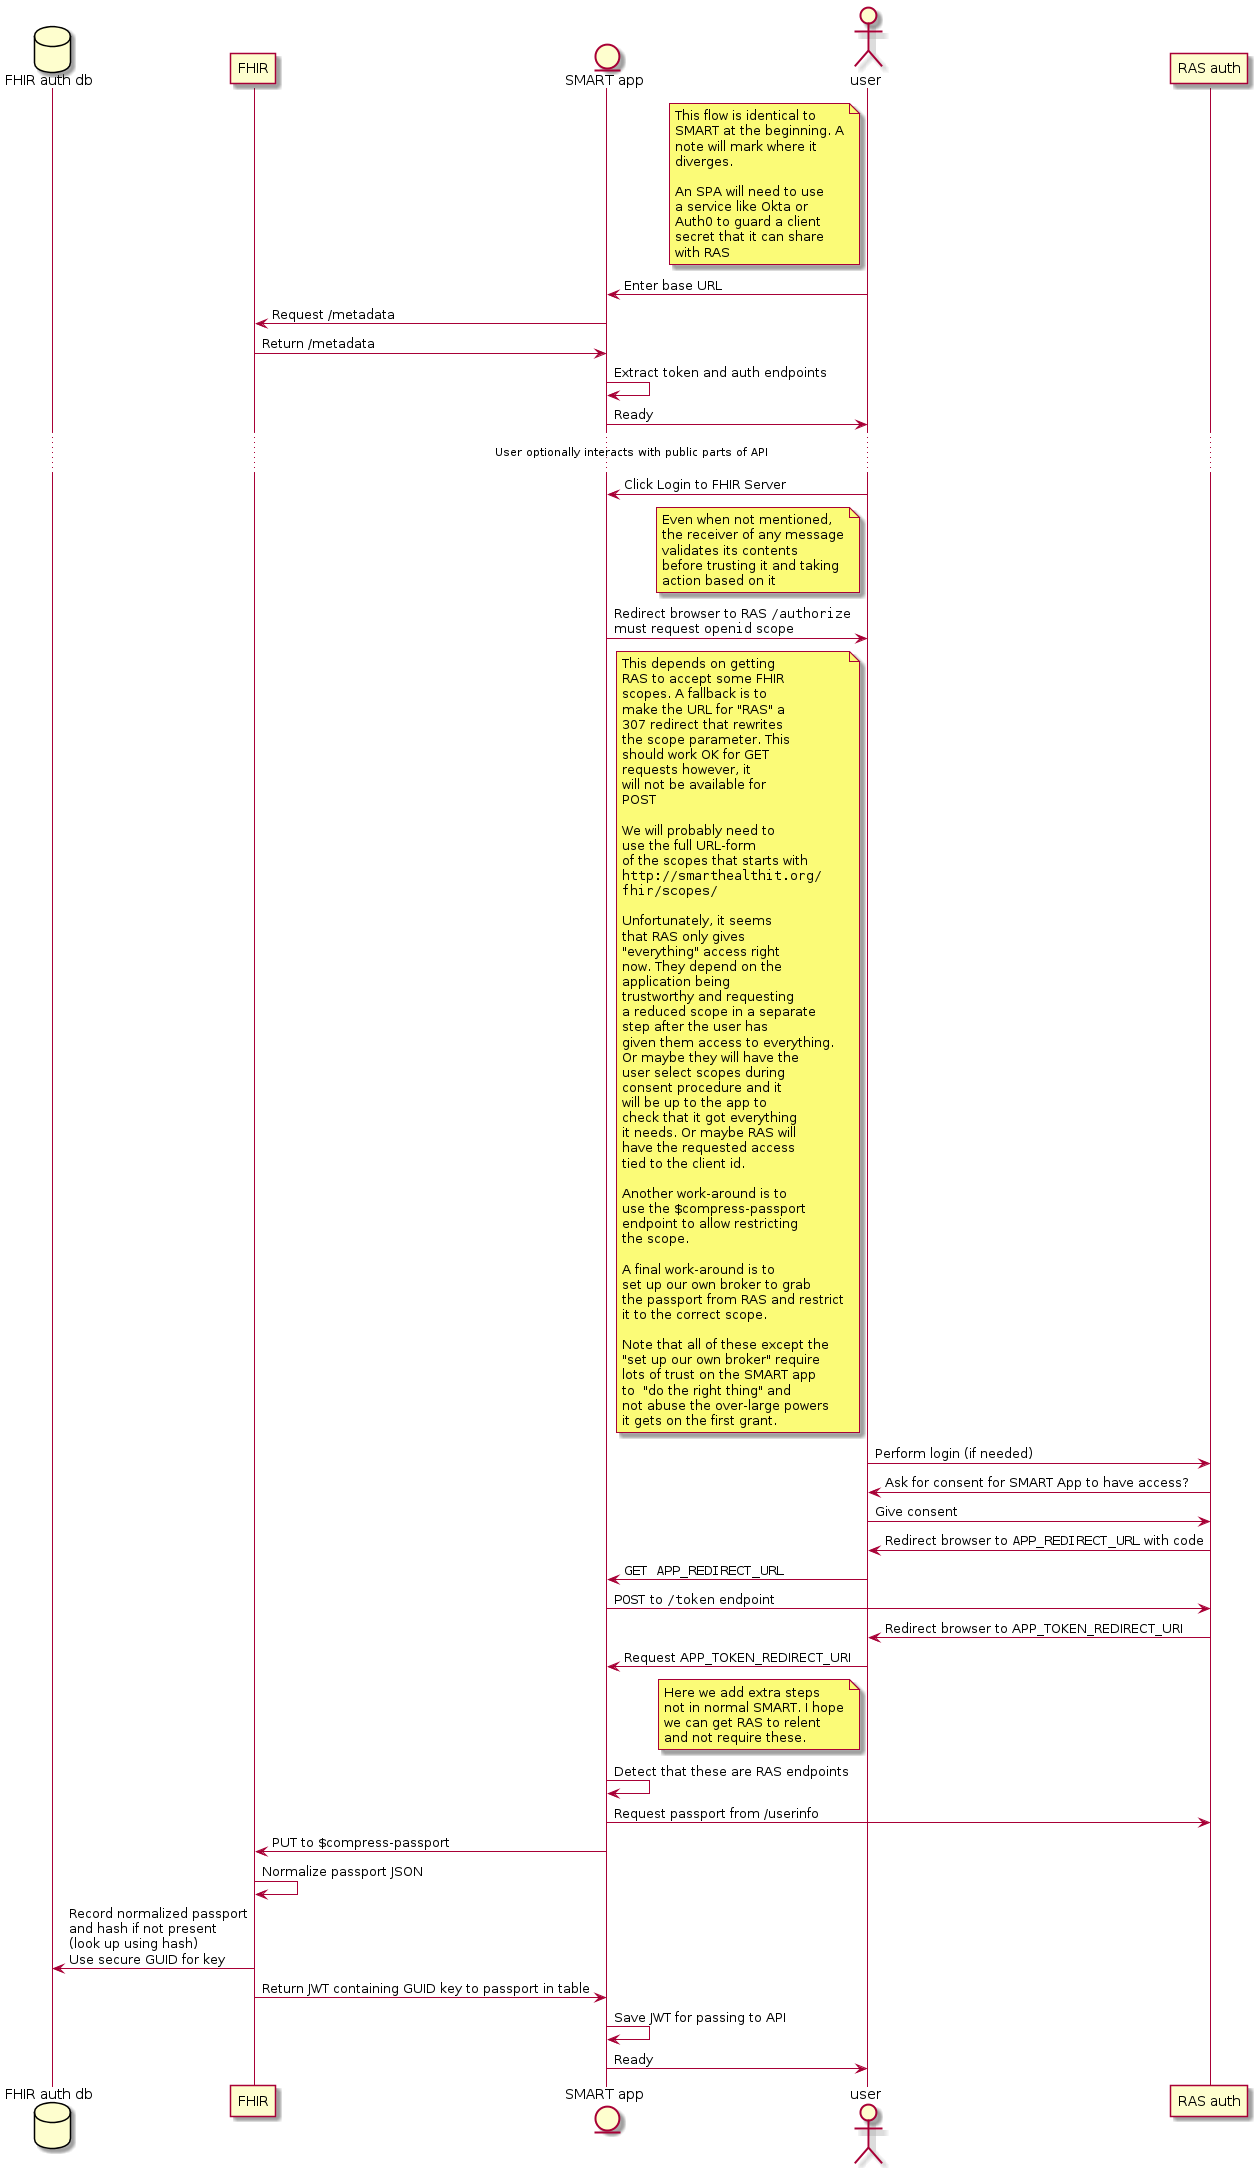 FHIR auth db
FHIR
SMART app
user
RAS auth
This flow is identical to
SMART at the beginning. A
note will mark where it
diverges.
An SPA will need to use
a service like Okta or
Auth0 to guard a client
secret that it can share
with RAS
Enter base URL
Request /metadata
Return /metadata
Extract token and auth endpoints
Ready
User optionally interacts with public parts of API
Click Login to FHIR Server
Even when not mentioned,
the receiver of any message
validates its contents
before trusting it and taking
action based on it
Redirect browser to RAS /authorize
must request openid scope
This depends on getting
RAS to accept some FHIR
scopes. A fallback is to
make the URL for "RAS" a
307 redirect that rewrites
the scope parameter. This
should work OK for GET
requests however, it
will not be available for
POST
We will probably need to
use the full URL-form
of the scopes that starts with
http://smarthealthit.org/
fhir/scopes/
Unfortunately, it seems
that RAS only gives
"everything" access right
now. They depend on the
application being
trustworthy and requesting
a reduced scope in a separate
step after the user has
given them access to everything.
Or maybe they will have the
user select scopes during
consent procedure and it
will be up to the app to
check that it got everything
it needs. Or maybe RAS will
have the requested access
tied to the client id.
Another work-around is to
use the $compress-passport
endpoint to allow restricting
the scope.
A final work-around is to
set up our own broker to grab
the passport from RAS and restrict
it to the correct scope.
Note that all of these except the
"set up our own broker" require
lots of trust on the SMART app
to  "do the right thing" and
not abuse the over-large powers
it gets on the first grant.
Perform login (if needed)
Ask for consent for SMART App to have access?
Give consent
Redirect browser to APP_REDIRECT_URL with code
GET APP_REDIRECT_URL
POST to /token endpoint
Redirect browser to APP_TOKEN_REDIRECT_URI
Request APP_TOKEN_REDIRECT_URI
Here we add extra steps
not in normal SMART. I hope
we can get RAS to relent
and not require these.
Detect that these are RAS endpoints
Request passport from /userinfo
PUT to $compress-passport
Normalize passport JSON
Record normalized passport
and hash if not present
(look up using hash)
Use secure GUID for key
Return JWT containing GUID key to passport in table
Save JWT for passing to API
Ready
FHIR auth db
FHIR
SMART app
user
RAS auth